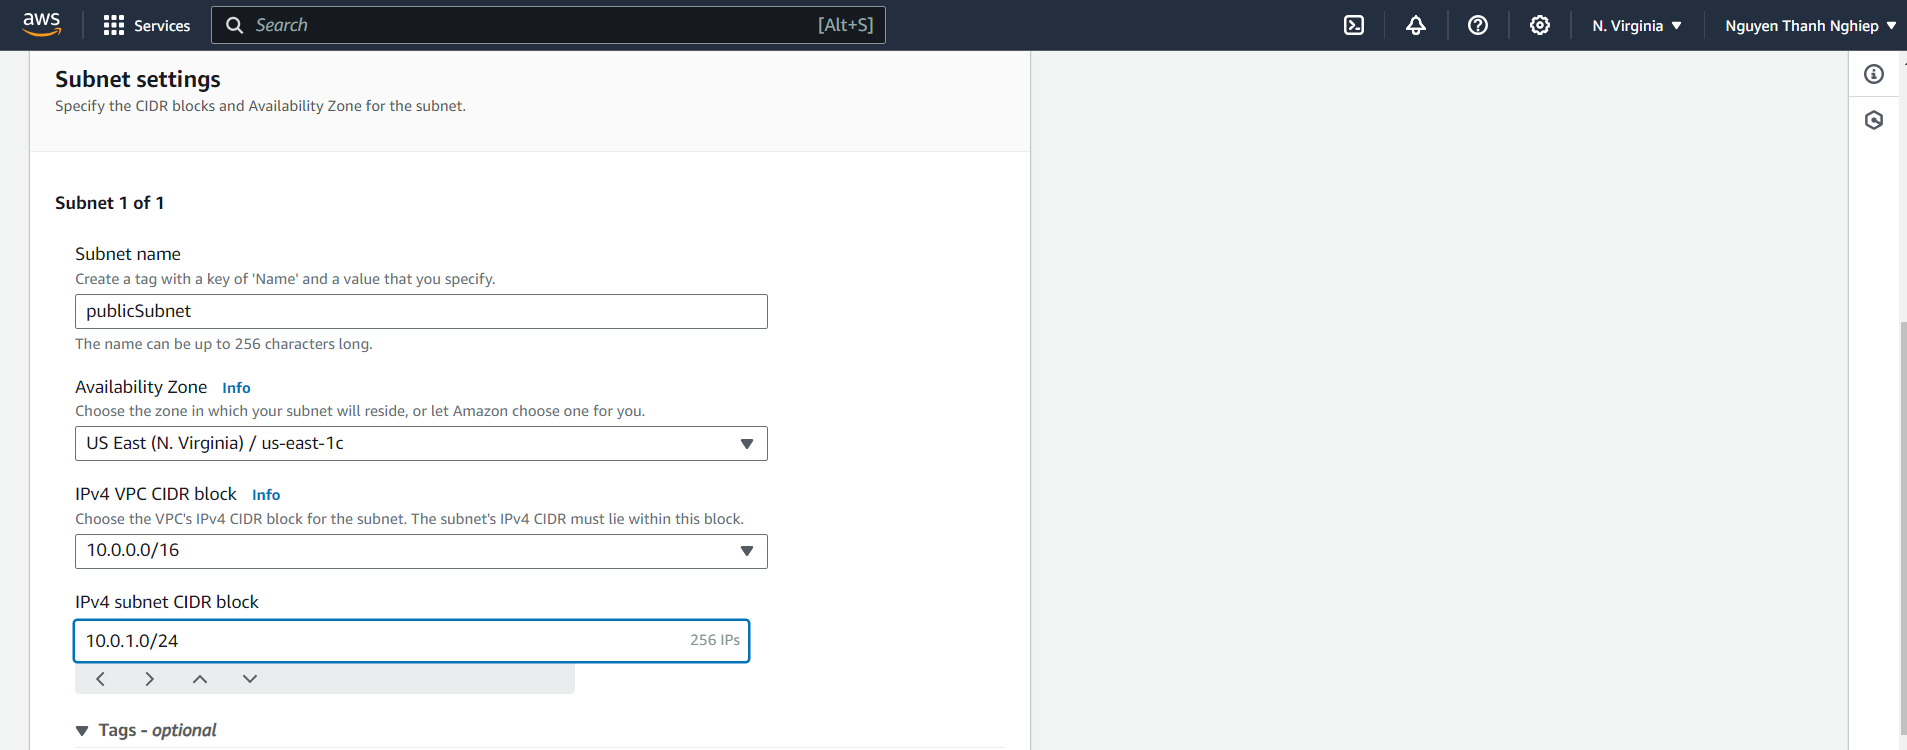 aws Services Search [Alt+S] N. Virginia Nguyen Thanh Nghiep
Subnet settings
Specify the CIDR blocks and Availability Zone for the subnet.
Subnet 1 of 1
Subnet name
Create a tag with a key of 'Name' and a value that you specify.
publicSubnet
The name can be up to 256 characters long.
Availability Zone Info
Choose the zone in which your subnet will reside, or let Amazon choose one for you.
US East (N. Virginia) / us-east-1c
IPv4 VPC CIDR block Info
Choose the VPC's IPv4 CIDR block for the subnet. The subnet's IPv4 CIDR must lie within this block.
10.0.0.0/16
IPv4 subnet CIDR block
10.0.1.0/24 256 IPs
Tags - optional